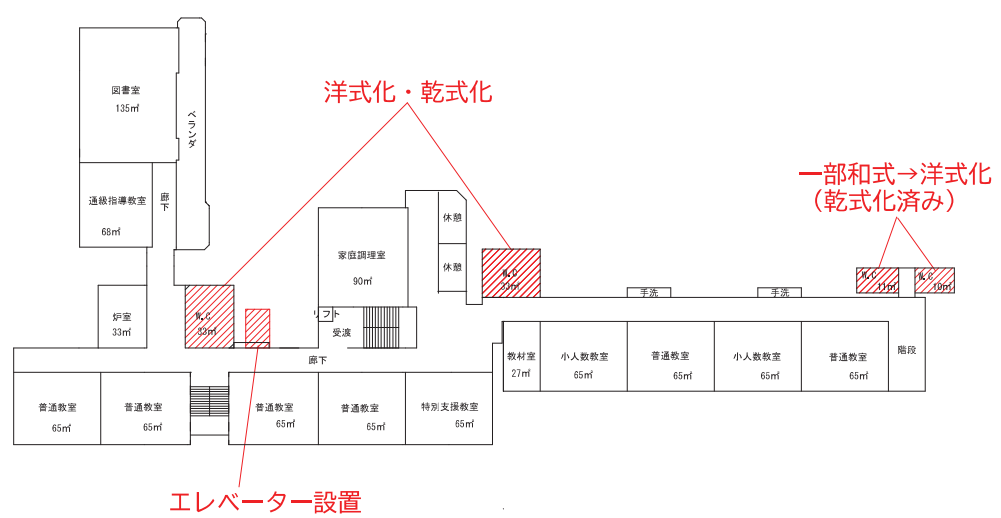 図書室
135㎡
ベランダ
洋式化・乾式化
一部和式→洋式化
（乾式化済み）
通級指導教室
68㎡
廊下
休憩
休憩
家庭調理室
90㎡
W.C
33㎡
W.C
11㎡
W.C
10㎡
手洗
手洗
炉室
33㎡
W.C
33㎡
リフト
受渡
廊下
教材室
27㎡
小人数教室
65㎡
普通教室
65㎡
小人数教室
65㎡
普通教室
65㎡
階段
普通教室
65㎡
普通教室
65㎡
普通教室
65㎡
普通教室
65㎡
特別支援教室
65㎡
エレベーター設置